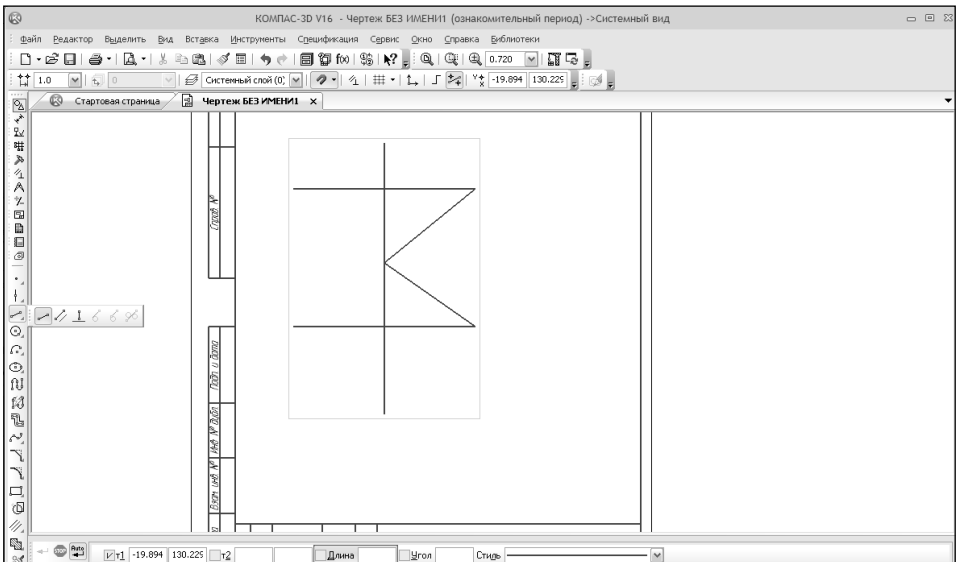 КОМПАС-3D V16 - Чертеж БЕЗ ИМЕНИ1 (ознакомительный период) ->Системный вид
Файл Редактор Выделить Вид Вставка Инструменты Спецификация Сервис Окно Справка Библиотеки
f(x) 0.720
1.0 0 Системный слой (0) -19.894 130.229
Стартовая страница Чертеж БЕЗ ИМЕНИ1
Справ №
Подп и дата
Инв № дубл
Взам инв №
STOP Auto т1 -19.894 130.229 т2 Длина Угол Стиль